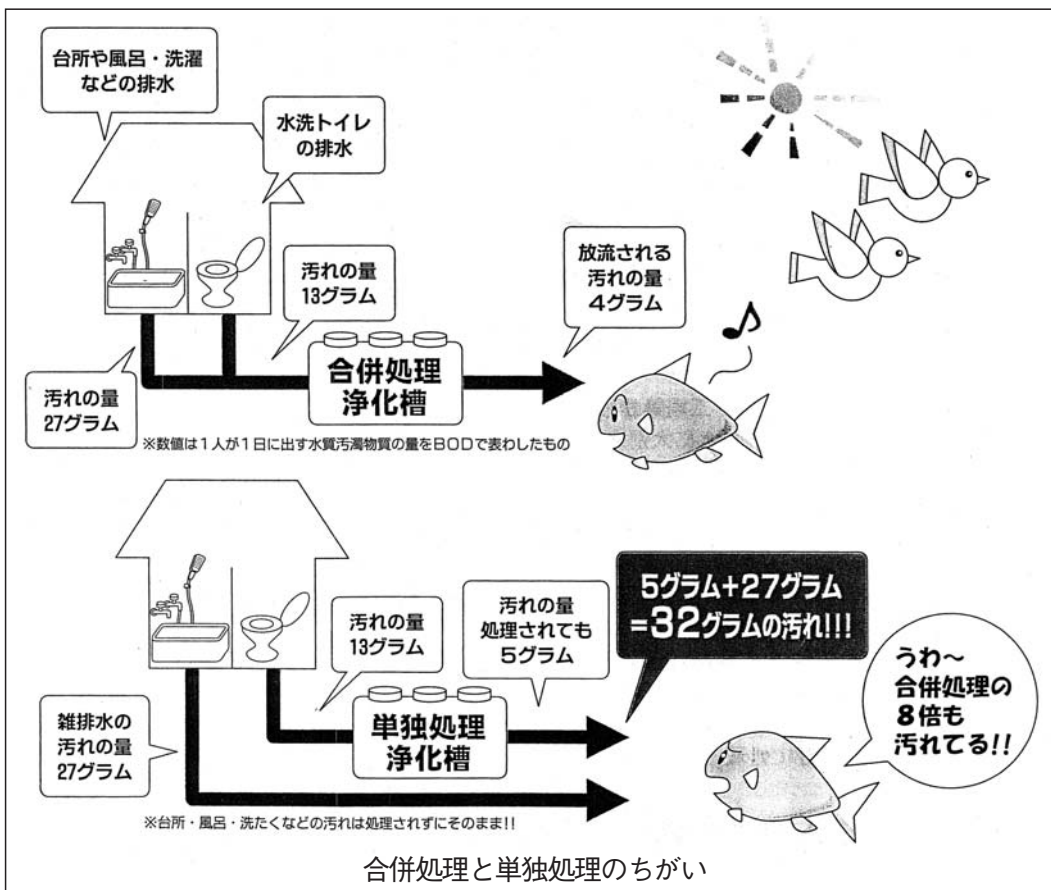 台所や風呂・洗濯
などの排水
水洗トイレ
の排水
汚れの量
13グラム
放流される
汚れの量
4グラム
汚れの量
27グラム
合併処理
浄化槽
※数値は1人が1日に出す水質汚濁物質の量をBODで表わしたもの
汚れの量
13グラム
汚れの量
処理されても
5グラム
5グラム+27グラム
=32グラムの汚れ!!!
うわ〜
合併処理の
8倍も
汚れてる!!
雑排水の
汚れの量
27グラム
単独処理
浄化槽
※台所・風呂・洗たくなどの汚れは処理されずにそのまま!!
合併処理と単独処理のちがい